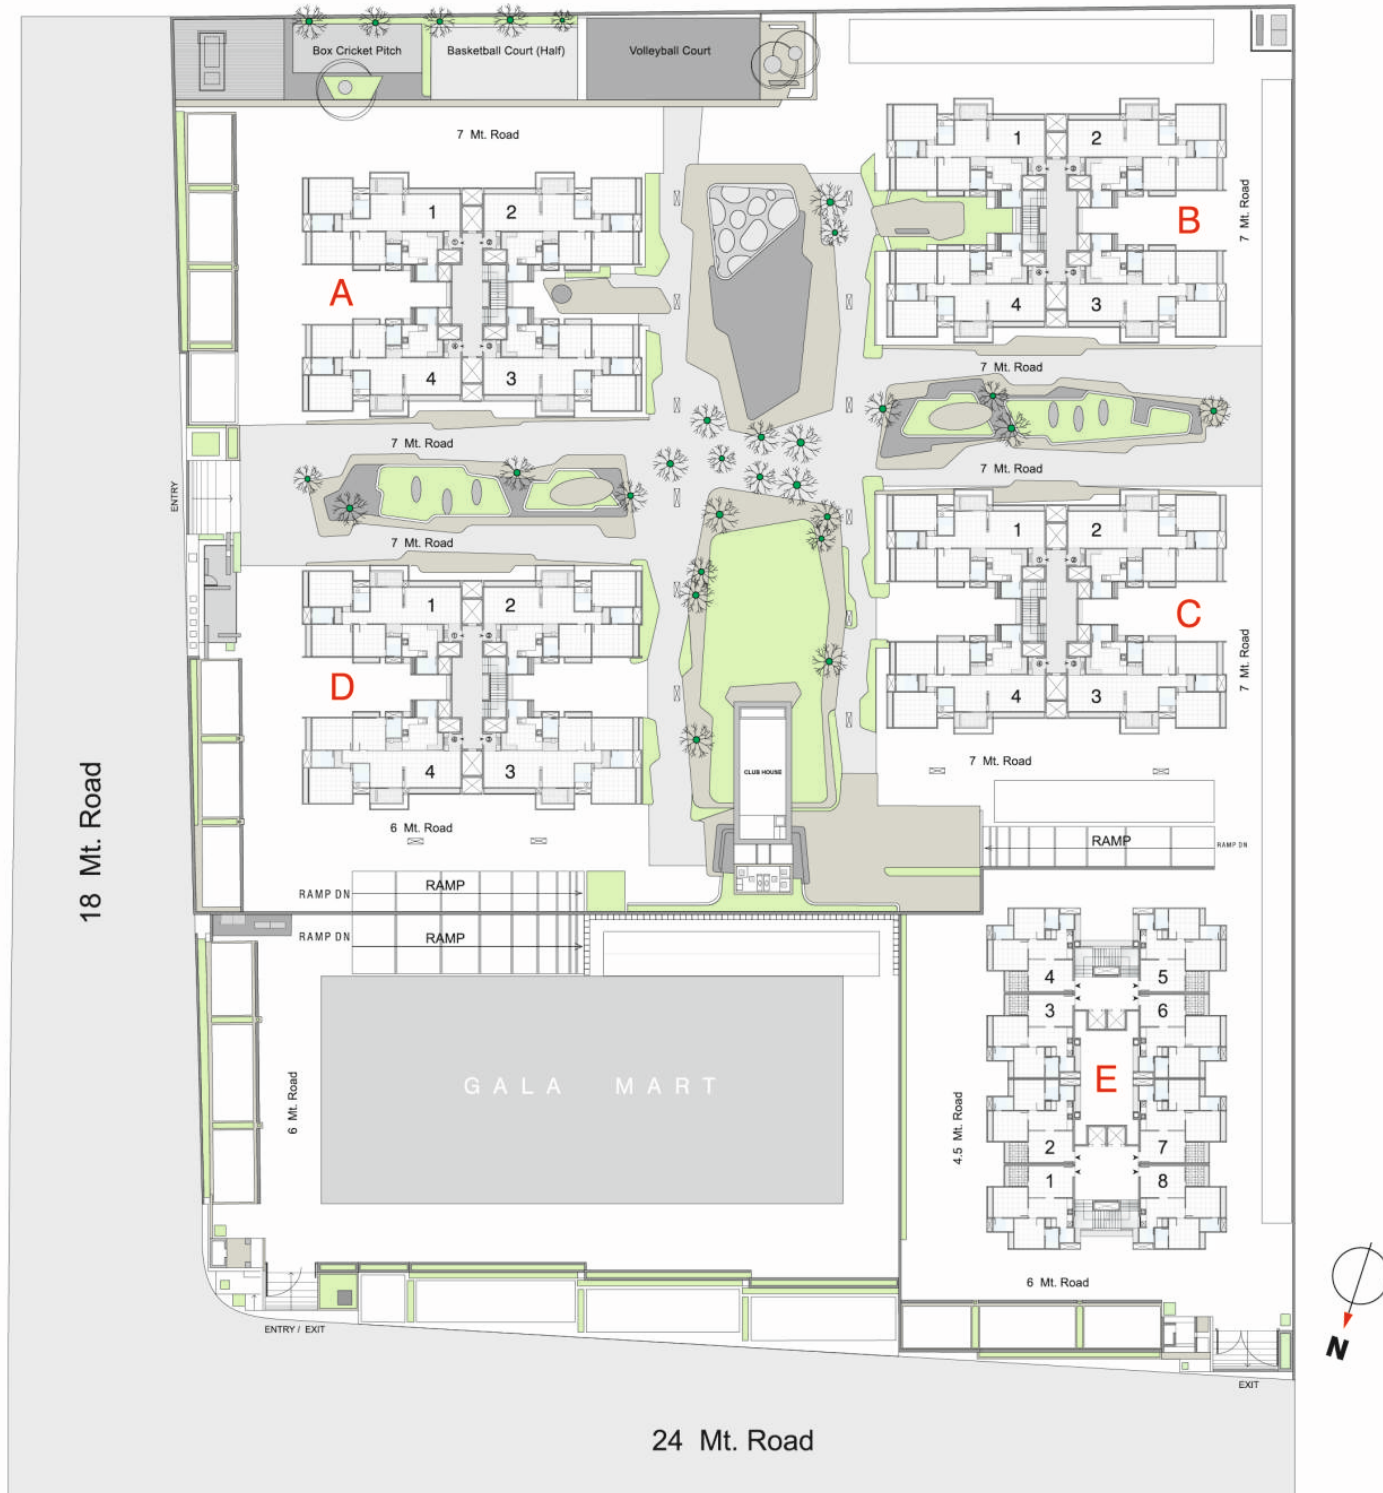 Box Cricket Pitch
Basketball Court (Half)
Volleyball Court
7 Mt. Road
1
2
B
7 Mt. Road
4
3
1
2
A
4
3
7 Mt. Road
7 Mt. Road
7 Mt. Road
7 Mt. Road
ENTRY
1
2
C
7 Mt. Road
4
3
1
2
D
4
3
7 Mt. Road
CLUB HOUSE
6 Mt. Road
RAMP
RAMP DN
18 Mt. Road
RAMP DN
RAMP
RAMP DN
RAMP
GALA MART
6 Mt. Road
4.5 Mt. Road
4
5
3
6
E
2
7
1
8
6 Mt. Road
ENTRY / EXIT
EXIT
N
24 Mt. Road